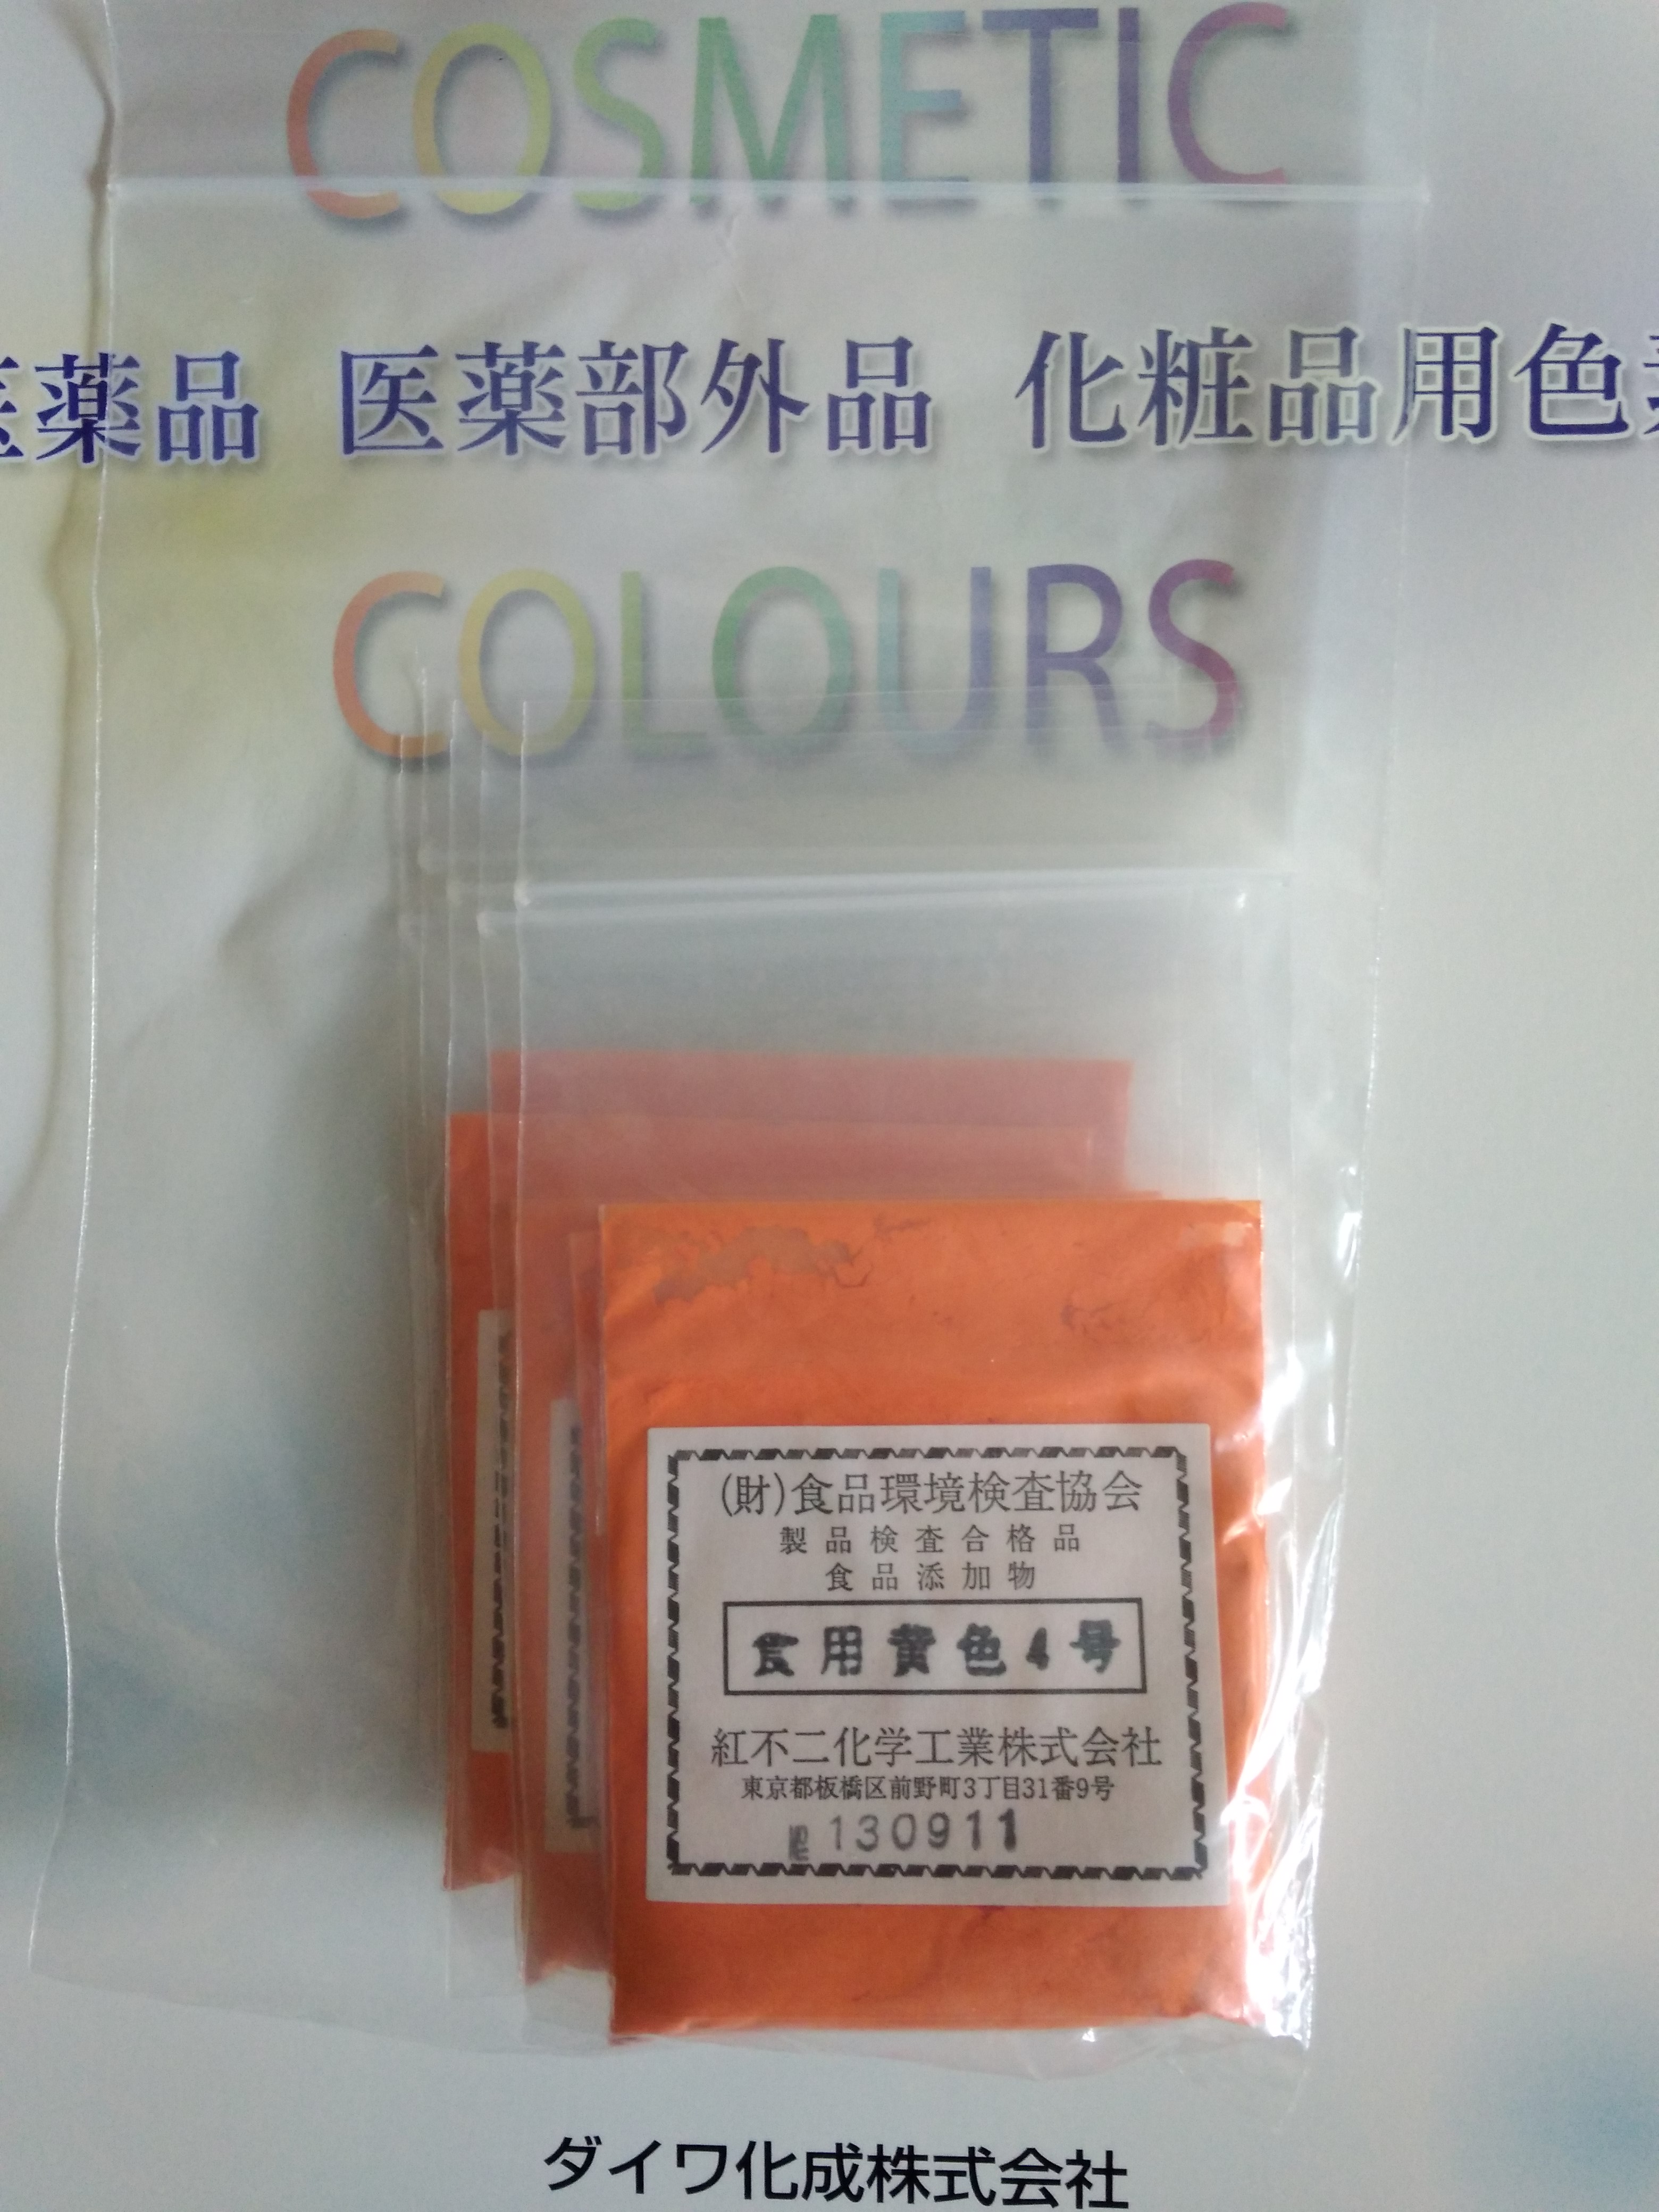 COSMETIC
医薬品 医薬部外品 化粧品用色素
COLOURS
(財)食品環境検査協会
製品検査合格品
食品添加物
食用黄色4号
紅不二化学工業株式会社
東京都板橋区前野町3丁目31番9号
130911
ダイワ化成株式会社